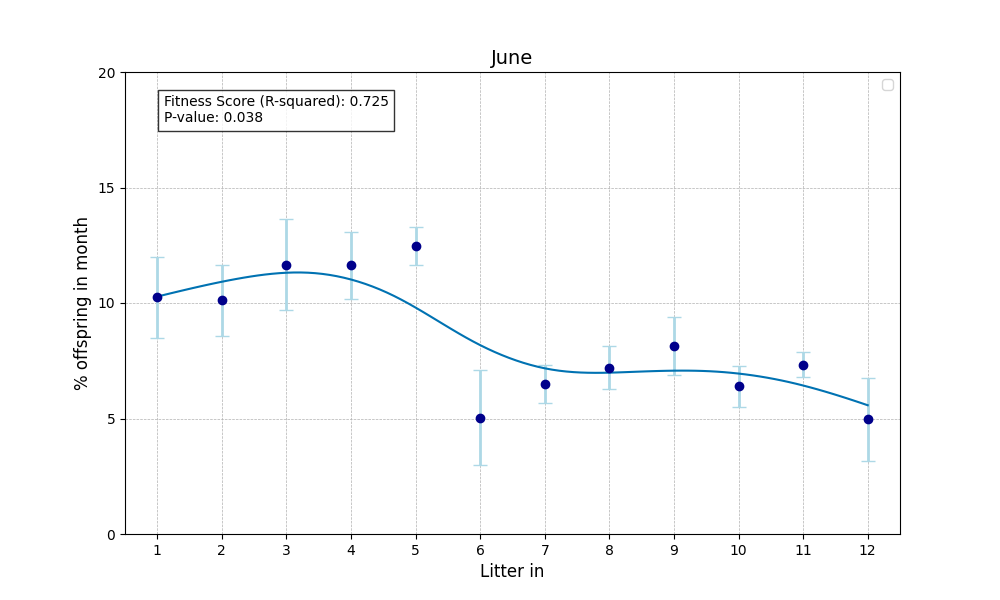 June
Fitness Score (R-squared): 0.725
P-value: 0.038
% offspring in month
20
15
10
5
0
1 2 3 4 5 6 7 8 9 10 11 12
Litter in